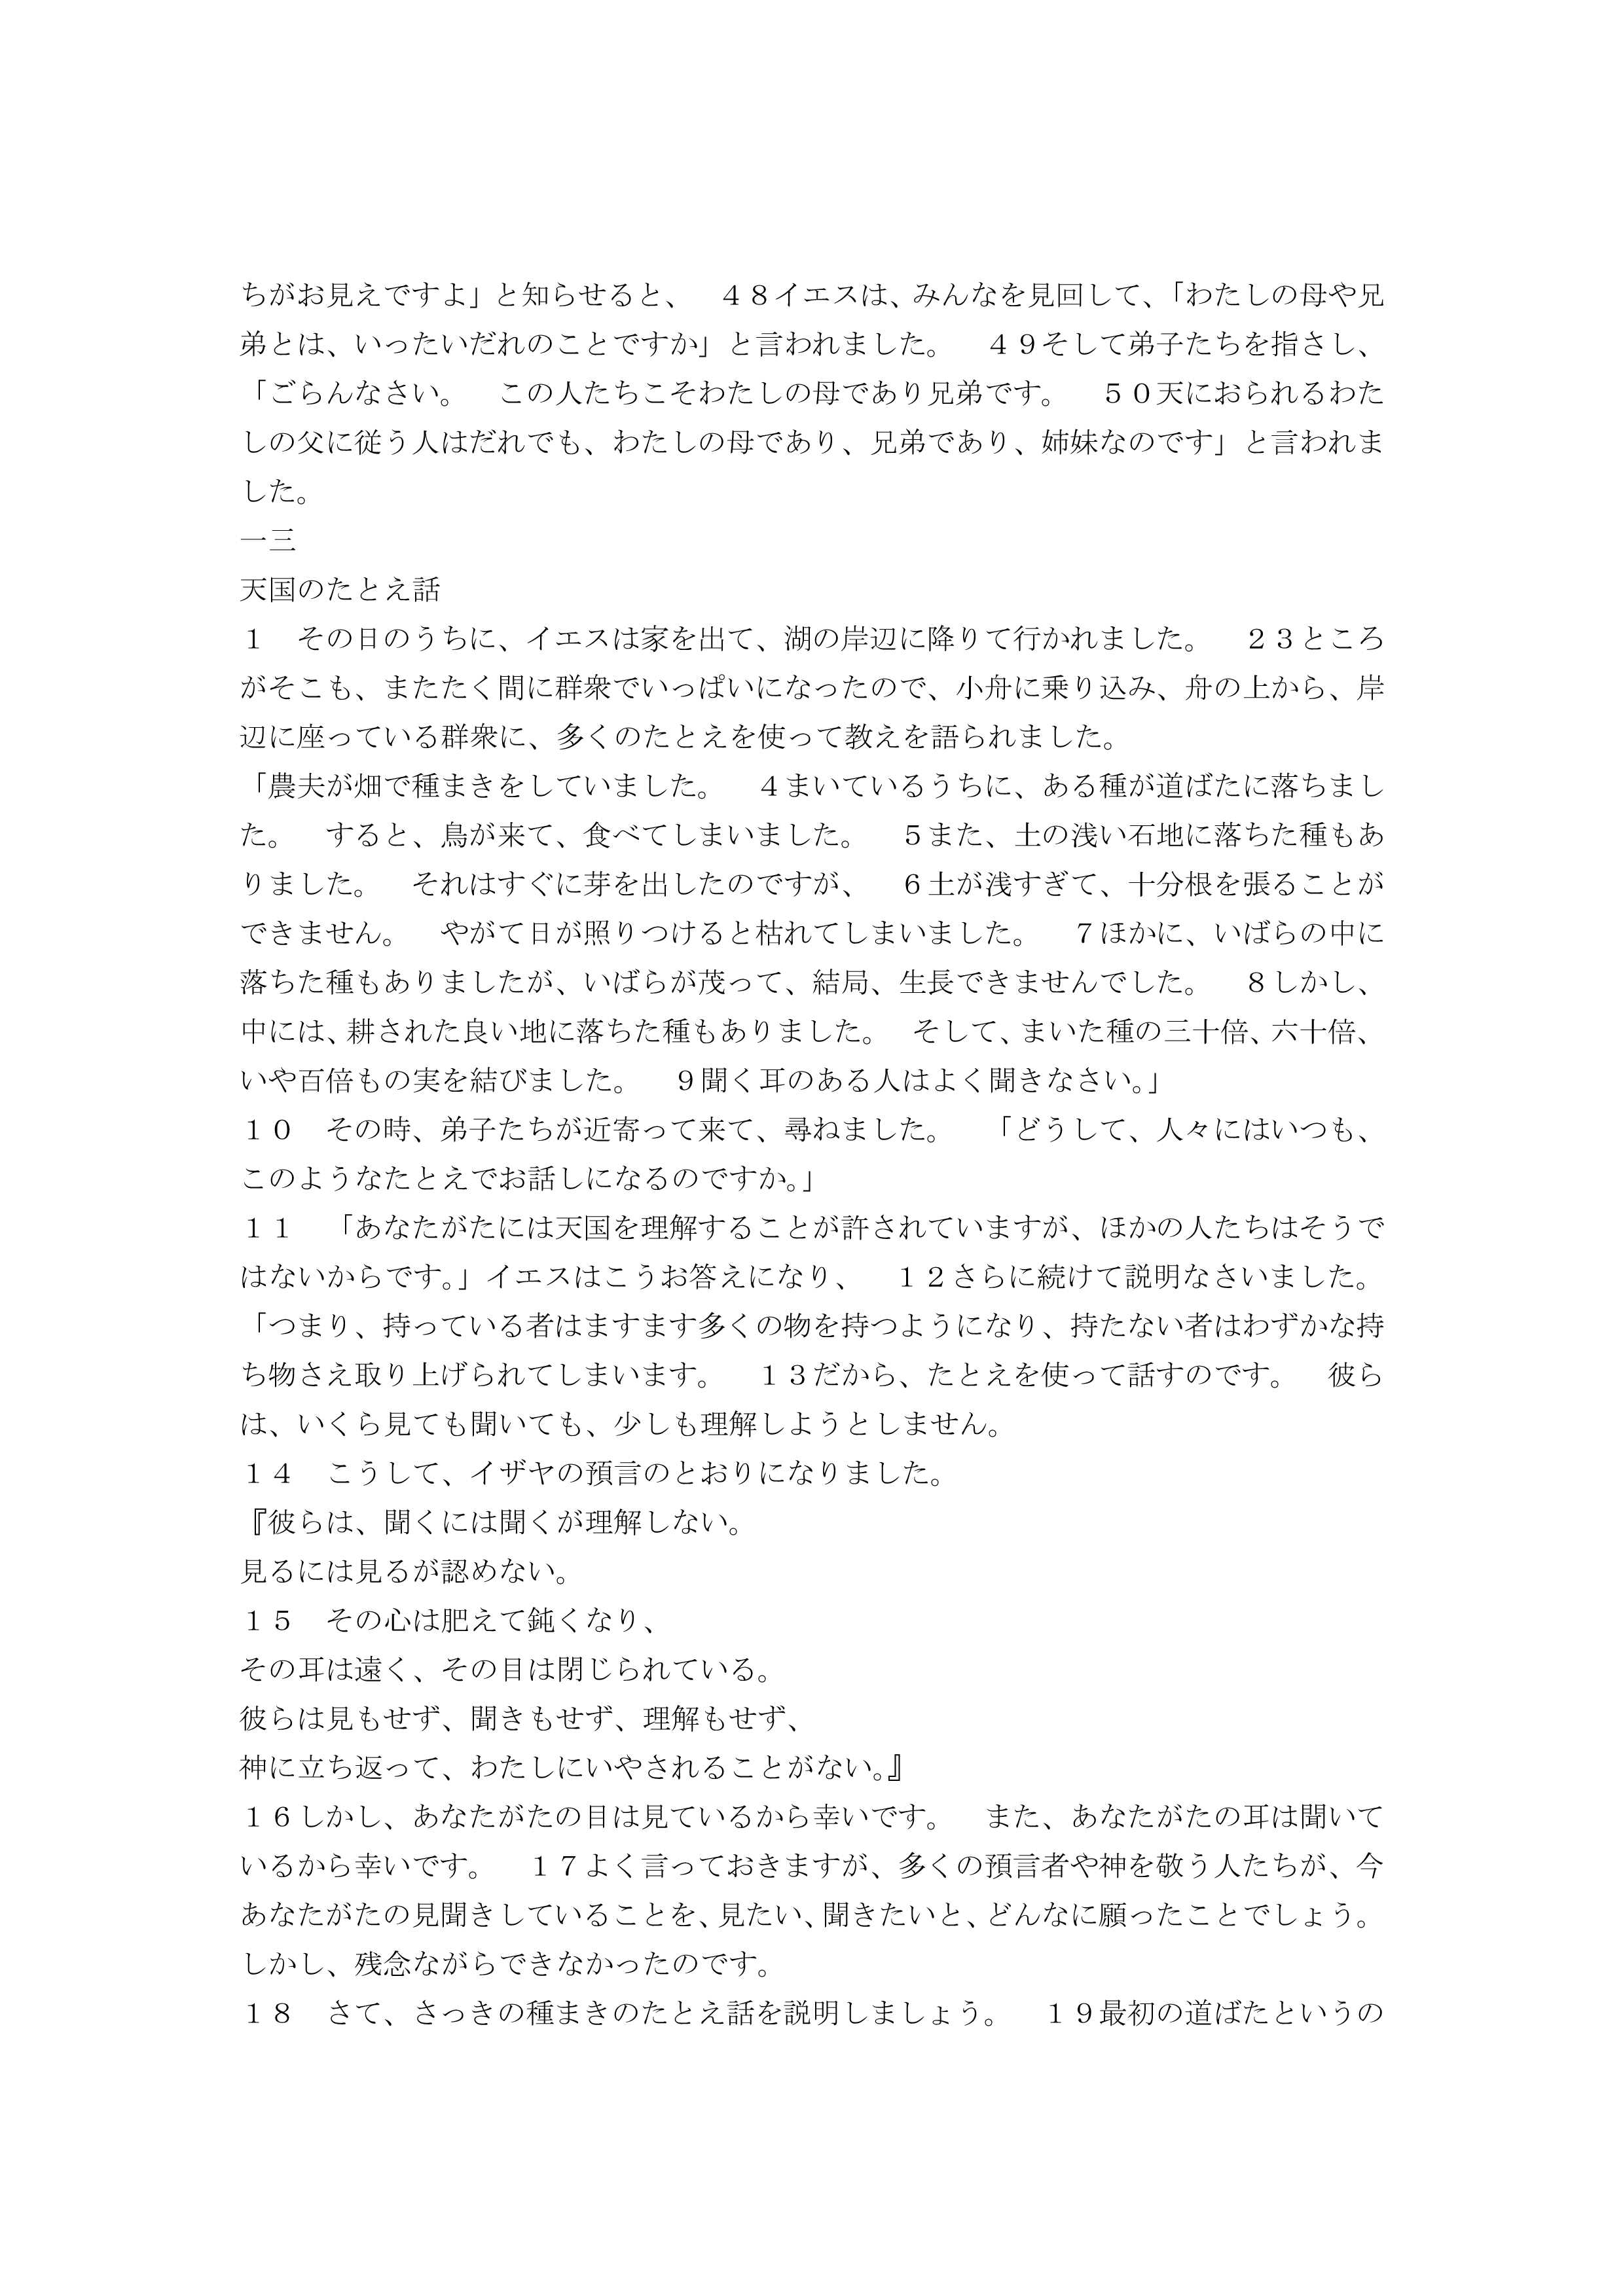 ちがお見えですよ」と知らせると、　４８イエスは、みんなを見回して、「わたしの母や兄
弟とは、いったいだれのことですか」と言われました。　４９そして弟子たちを指さし、
「ごらんなさい。　この人たちこそわたしの母であり兄弟です。　５０天におられるわた
しの父に従う人はだれでも、わたしの母であり、兄弟であり、姉妹なのです」と言われま
した。
一三
天国のたとえ話
１　その日のうちに、イエスは家を出て、湖の岸辺に降りて行かれました。　２３ところ
がそこも、またたく間に群衆でいっぱいになったので、小舟に乗り込み、舟の上から、岸
辺に座っている群衆に、多くのたとえを使って教えを語られました。
「農夫が畑で種まきをしていました。　４まいているうちに、ある種が道ばたに落ちまし
た。　すると、鳥が来て、食べてしまいました。　５また、土の浅い石地に落ちた種もあ
りました。　それはすぐに芽を出したのですが、　６土が浅すぎて、十分根を張ることが
できません。　やがて日が照りつけると枯れてしまいました。　７ほかに、いばらの中に
落ちた種もありましたが、いばらが茂って、結局、生長できませんでした。　８しかし、
中には、耕された良い地に落ちた種もありました。　そして、まいた種の三十倍、六十倍、
いや百倍もの実を結びました。　９聞く耳のある人はよく聞きなさい。」
１０　その時、弟子たちが近寄って来て、尋ねました。　「どうして、人々にはいつも、
このようなたとえでお話しになるのですか。」
１１　「あなたがたには天国を理解することが許されていますが、ほかの人たちはそうで
はないからです。」イエスはこうお答えになり、　１２さらに続けて説明なさいました。
「つまり、持っている者はますます多くの物を持つようになり、持たない者はわずかな持
ち物さえ取り上げられてしまいます。　１３だから、たとえを使って話すのです。　彼ら
は、いくら見ても聞いても、少しも理解しようとしません。
１４　こうして、イザヤの預言のとおりになりました。
『彼らは、聞くには聞くが理解しない。
見るには見るが認めない。
１５　その心は肥えて鈍くなり、
その耳は遠く、その目は閉じられている。
彼らは見もせず、聞きもせず、理解もせず、
神に立ち返って、わたしにいやされることがない。』
１６しかし、あなたがたの目は見ているから幸いです。　また、あなたがたの耳は聞いて
いるから幸いです。　１７よく言っておきますが、多くの預言者や神を敬う人たちが、今
あなたがたの見聞きしていることを、見たい、聞きたいと、どんなに願ったことでしょう。
しかし、残念ながらできなかったのです。
１８　さて、さっきの種まきのたとえ話を説明しましょう。　１９最初の道ばたというの